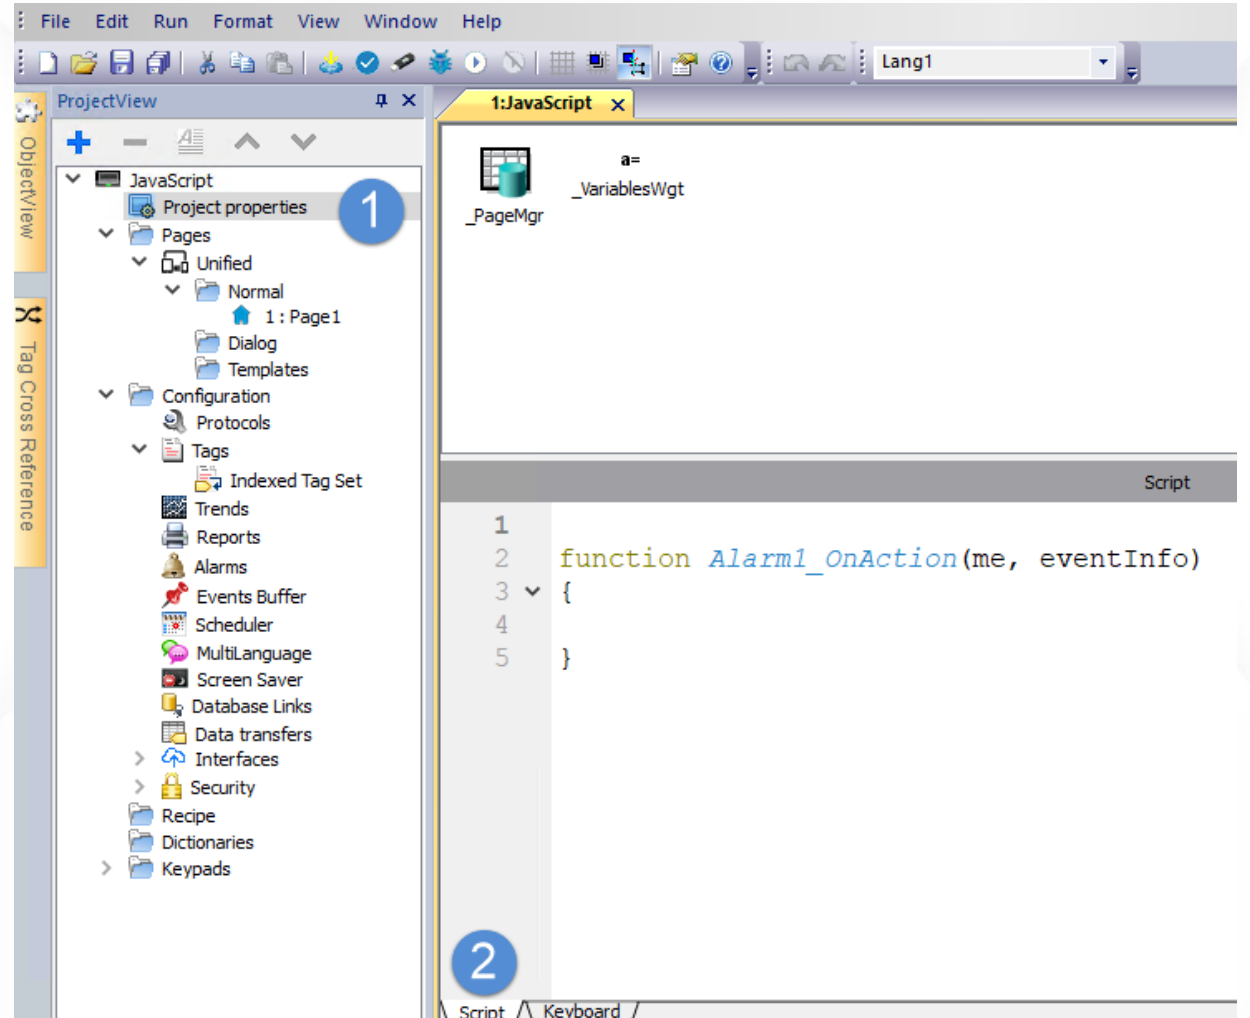 File Edit Run Format View Window Help
Lang1
ObjectView
Tag Cross Reference
ProjectView
JavaScript
Project properties
1
Pages
Unified
Normal
1 : Page1
Dialog
Templates
Configuration
Protocols
Tags
Indexed Tag Set
Trends
Reports
Alarms
Events Buffer
Scheduler
MultiLanguage
Screen Saver
Database Links
Data transfers
Interfaces
Security
Recipe
Dictionaries
Keypads
1:JavaScript
_PageMgr
a=
_VariablesWgt
Script
1
2 function Alarm1_OnAction(me, eventInfo)
3 {
4
5 }
2
Script Keyboard